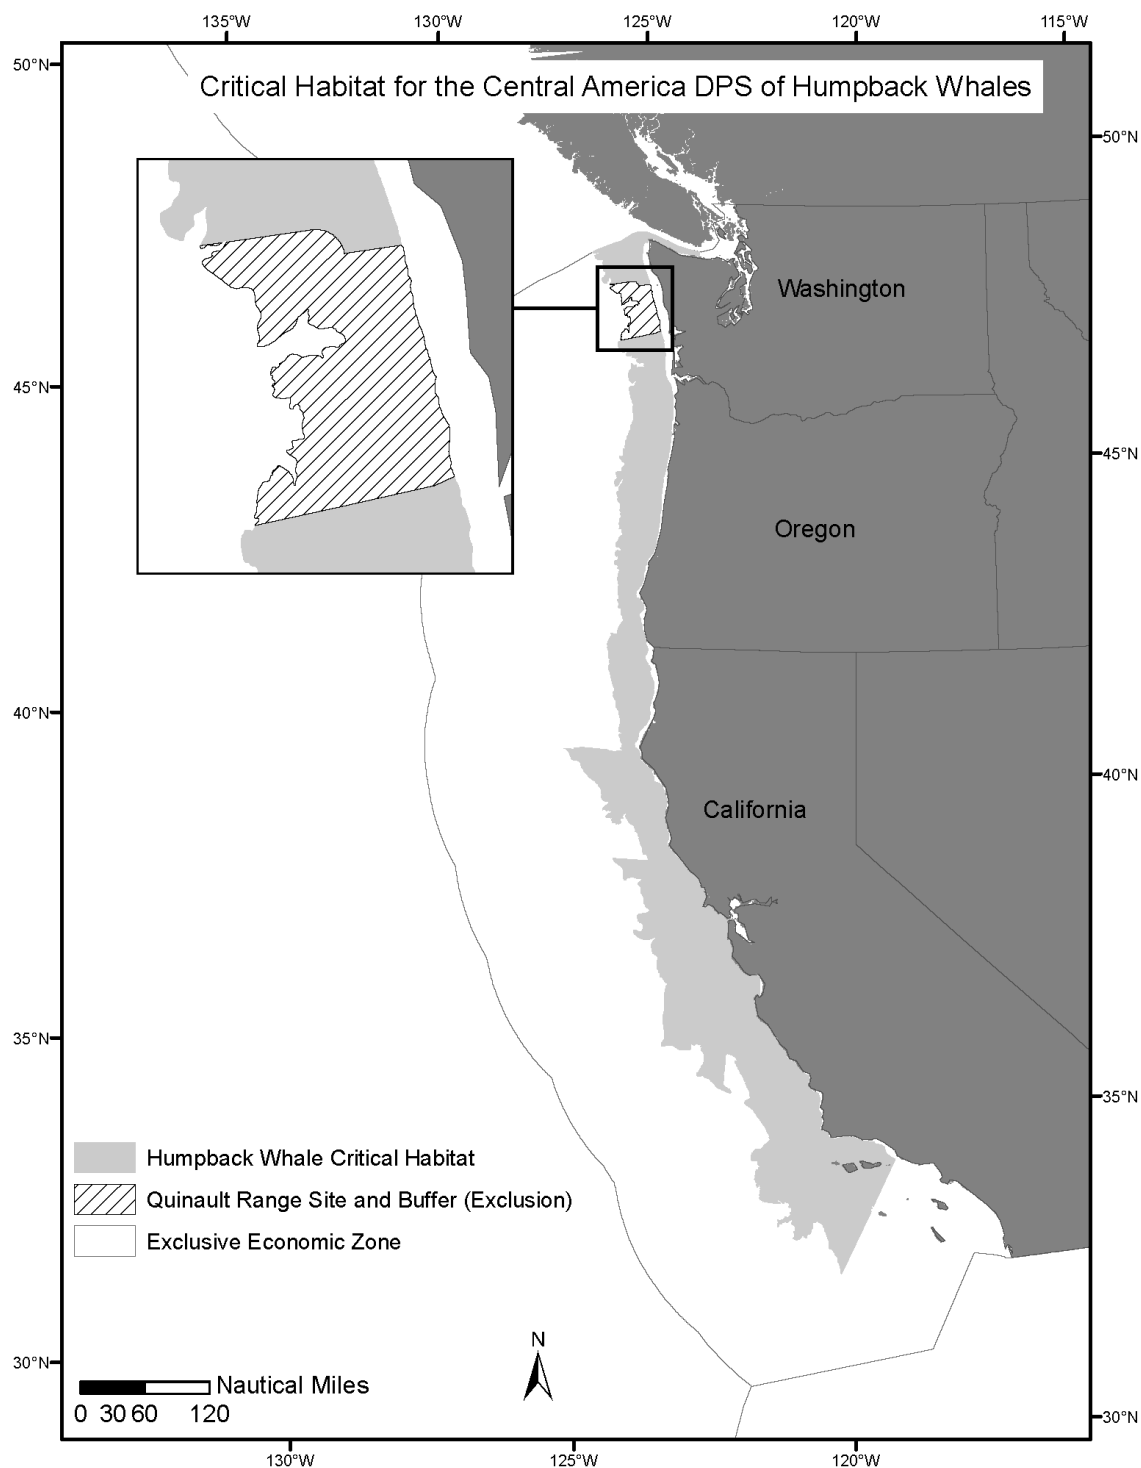 135°W 130°W 125°W 120°W 115°W
50°N
Critical Habitat for the Central America DPS of Humpback Whales
50°N
Washington
45°N
45°N
Oregon
40°N
40°N
California
35°N
35°N
Humpback Whale Critical Habitat
Quinault Range Site and Buffer (Exclusion)
Exclusive Economic Zone
N
30°N
Nautical Miles
0 30 60 120
30°N
130°W 125°W 120°W